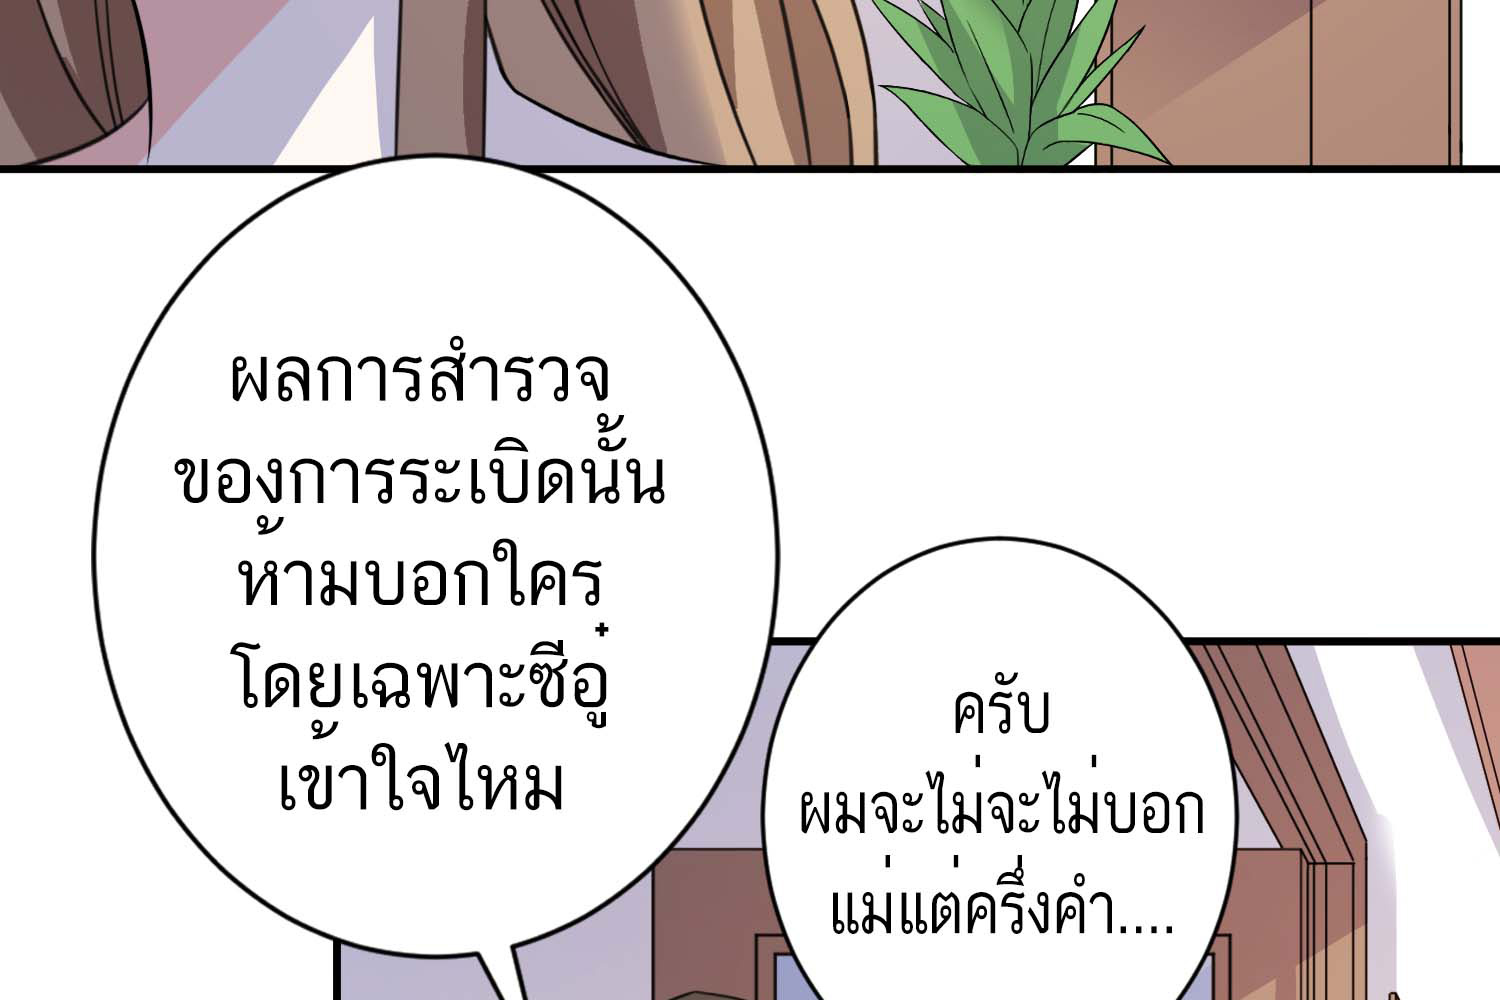 ผลการสำรวจ
ของการระเบิดนั้น
ห้ามบอกใคร
โดยเฉพาะซีอู๋
เข้าใจไหม
ครับ
ผมจะไม่จะไม่บอก
แม่แต่ครึ่งคำ....